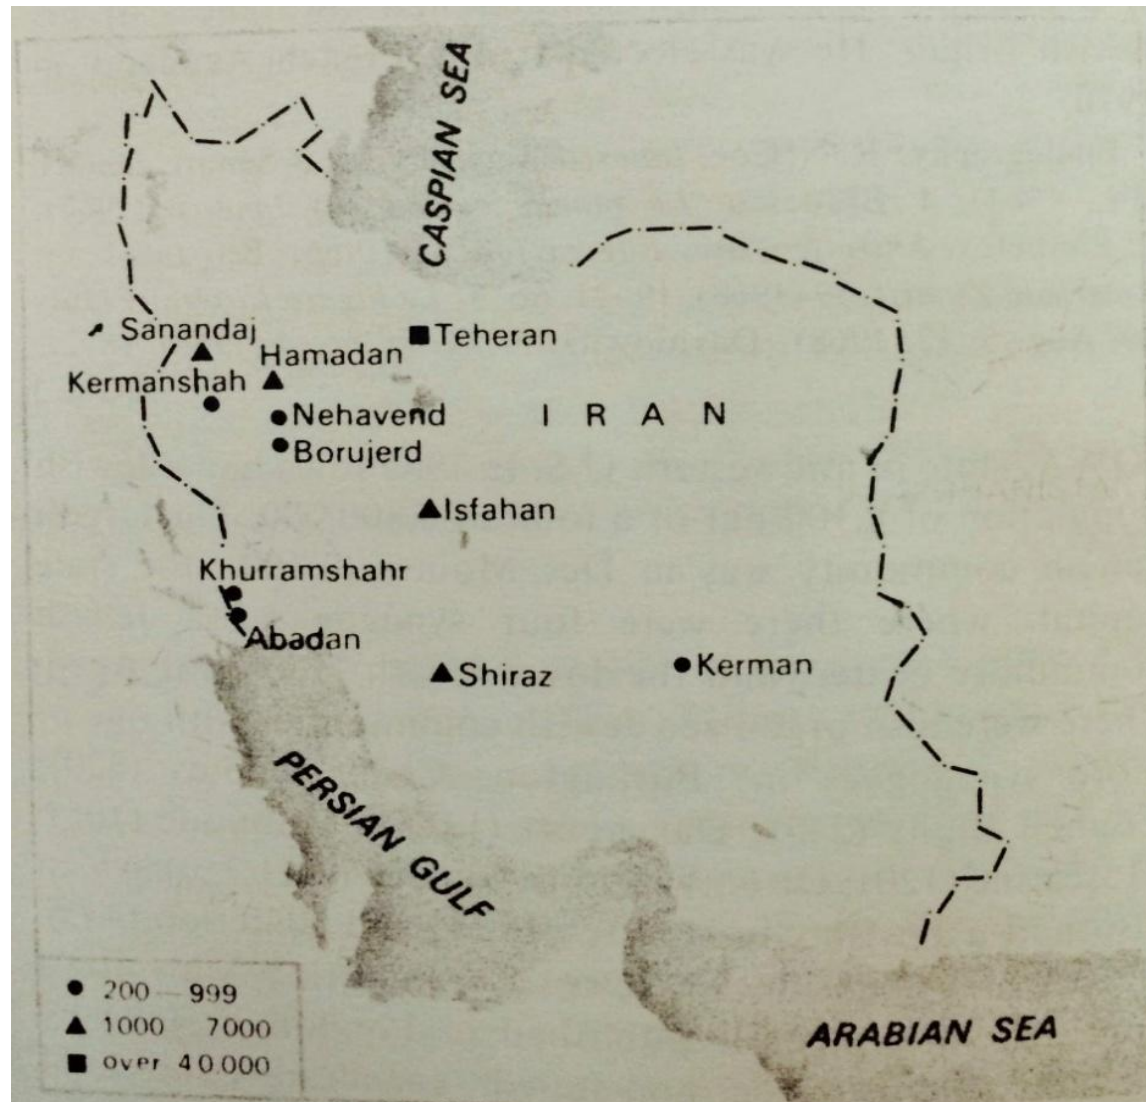 CASPIAN SEA
Sanandaj
Teheran
Hamadan
Kermanshah
Nehavend
IRAN
Borujerd
Isfahan
Khurramshahr
Abadan
Shiraz
Kerman
PERSIAN GULF
200 – 999
1000 7000
over 40.000
ARABIAN SEA